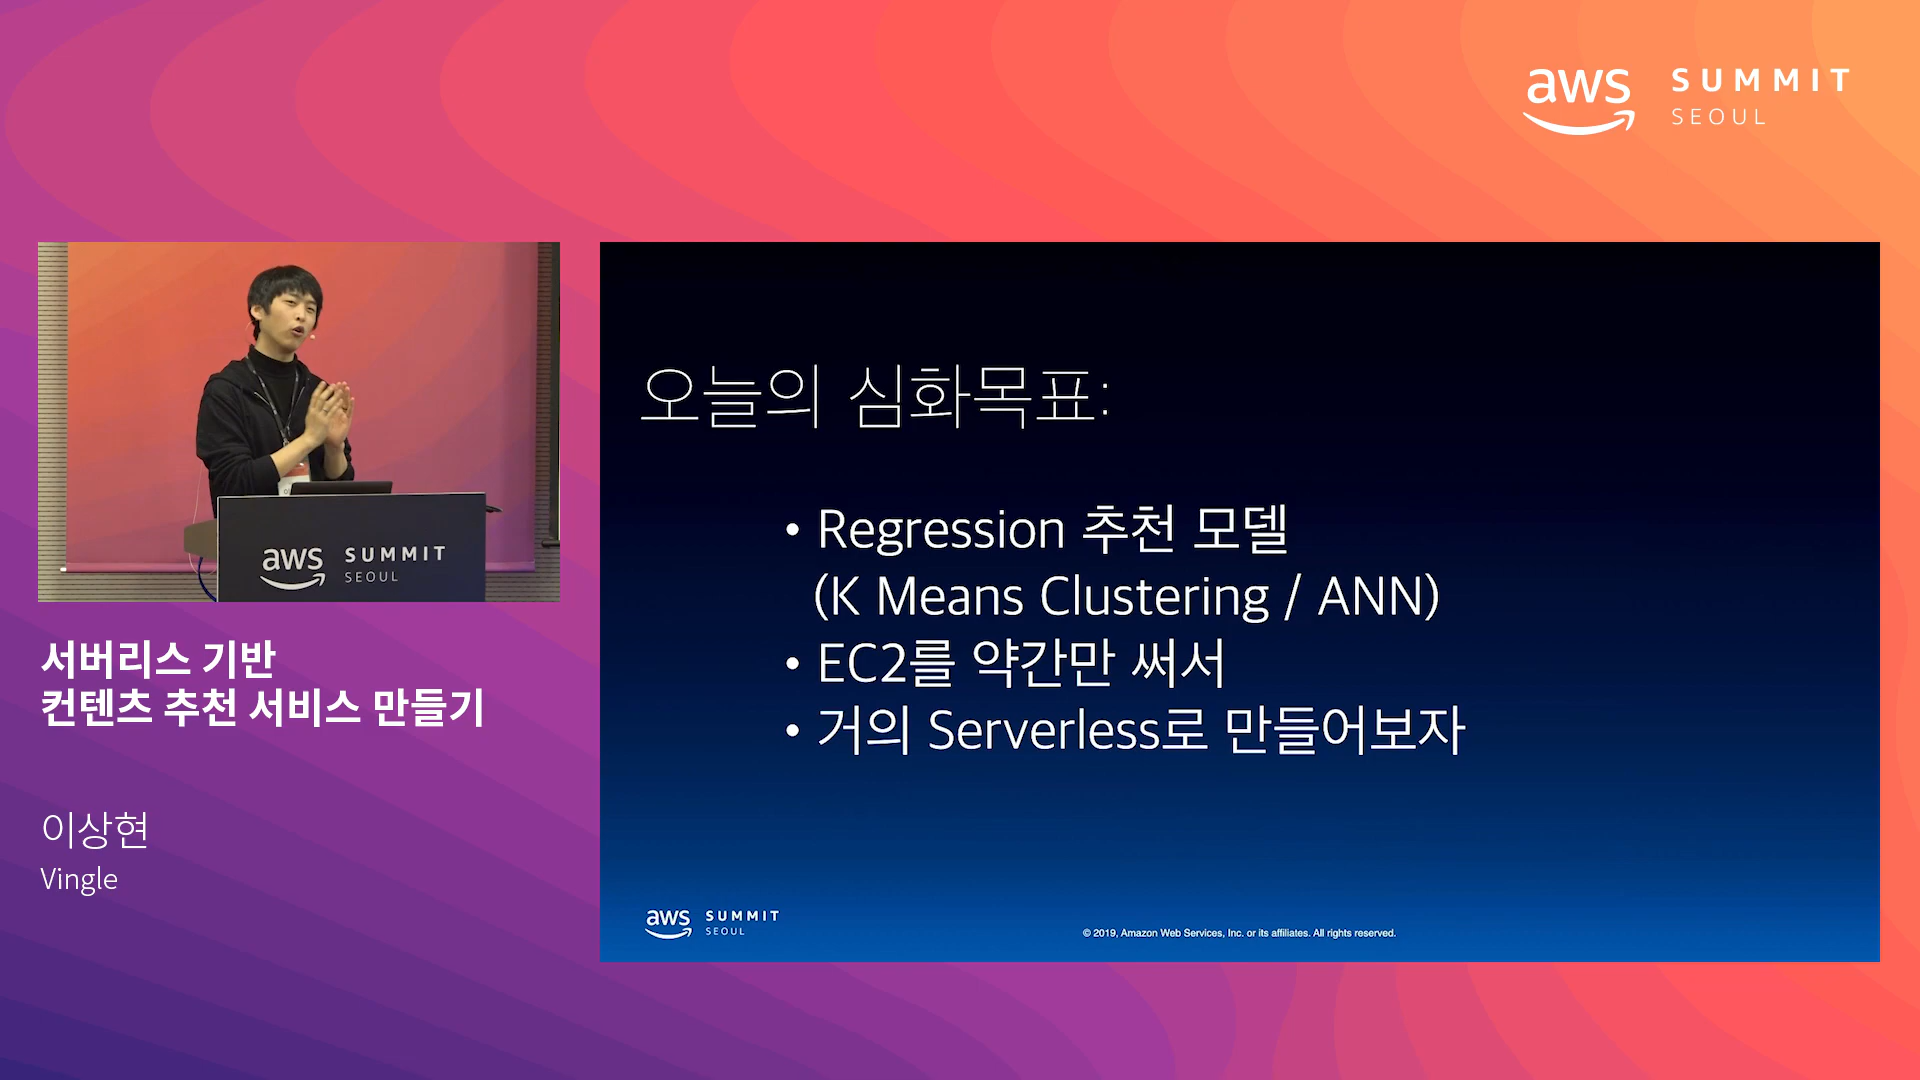 aws SUMMIT
SEOUL
aws SUMMIT
SEOUL
서버리스 기반
컨텐츠 추천 서비스 만들기
이상현
Vingle
오늘의 심화목표:
• Regression 추천 모델
(K Means Clustering / ANN)
• EC2를 약간만 써서
• 거의 Serverless로 만들어보자
aws SUMMIT
SEOUL
© 2019, Amazon Web Services, Inc. or its affiliates. All rights reserved.